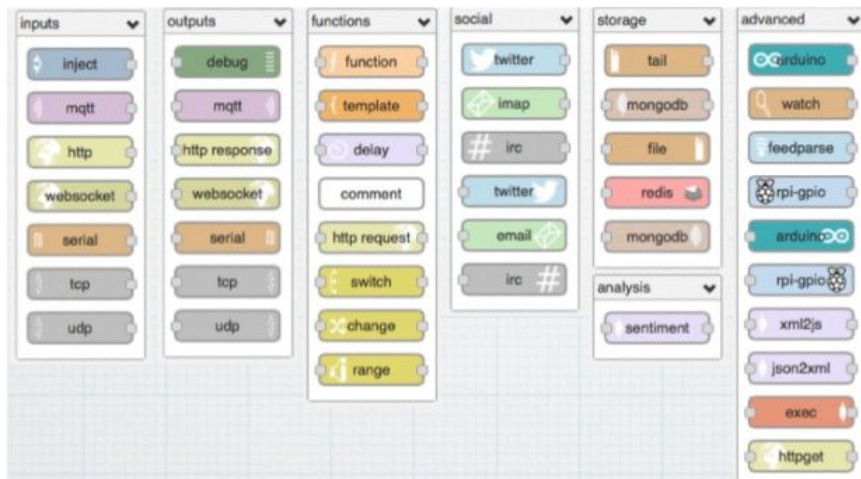 inputs
inject
mqtt
http
websocket
serial
tcp
udp
outputs
debug
mqtt
http response
websocket
serial
tcp
udp
functions
function
template
delay
comment
http request
switch
change
range
social
twitter
imap
irc
twitter
email
irc
storage
tail
mongodb
file
redis
mongodb
analysis
sentiment
advanced
arduino
watch
feedparse
rpi-gpio
arduino
rpi-gpio
xml2js
json2xml
exec
httpget